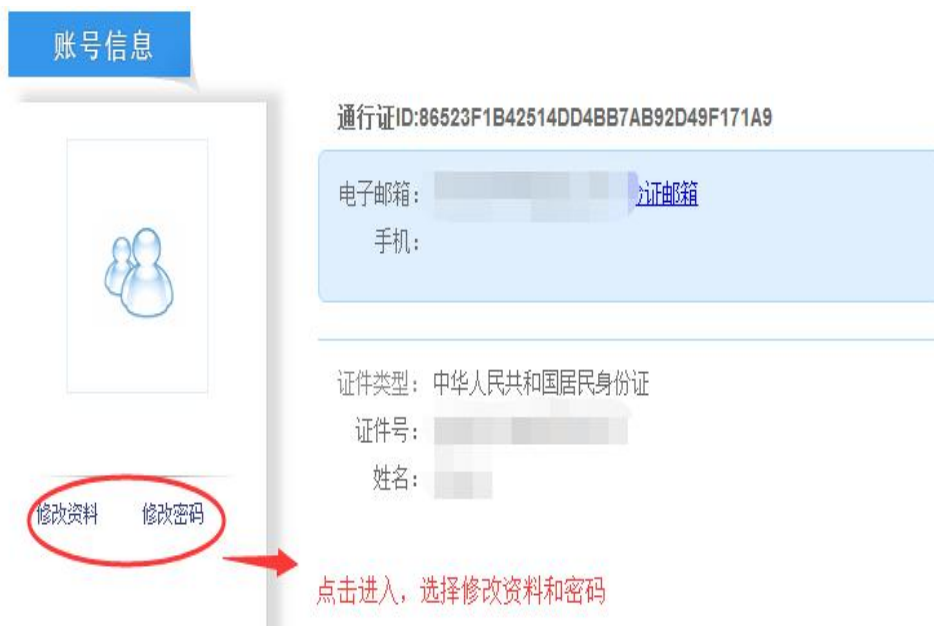 账号信息
通行证ID:86523F1B42514DD4BB7AB92D49F171A9
电子邮箱： 证邮箱
手机：
证件类型：中华人民共和国居民身份证
证件号：
姓名：
修改资料 修改密码
点击进入，选择修改资料和密码